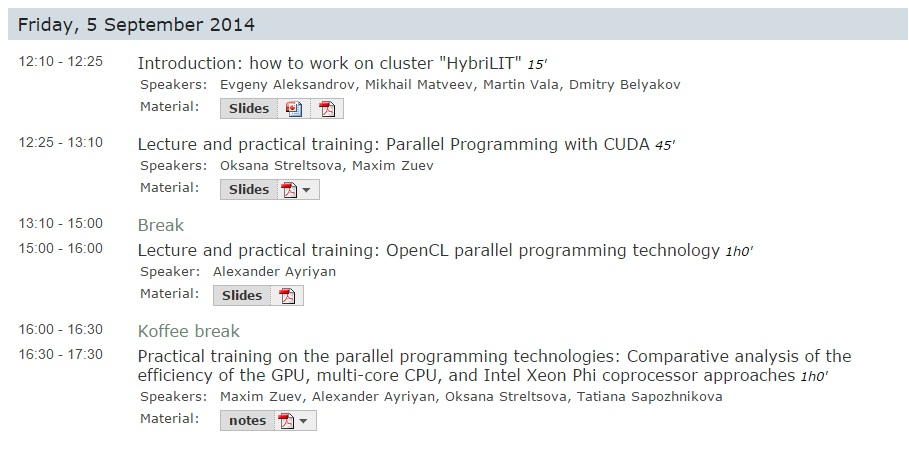 Friday, 5 September 2014
12:10 - 12:25 Introduction: how to work on cluster "HybriLIT" 15'
Speakers: Evgeny Aleksandrov, Mikhail Matveev, Martin Vala, Dmitry Belyakov
Material: Slides
12:25 - 13:10 Lecture and practical training: Parallel Programming with CUDA 45'
Speakers: Oksana Streltsova, Maxim Zuev
Material: Slides
13:10 - 15:00 Break
15:00 - 16:00 Lecture and practical training: OpenCL parallel programming technology 1h0'
Speaker: Alexander Ayriyan
Material: Slides
16:00 - 16:30 Koffee break
16:30 - 17:30 Practical training on the parallel programming technologies: Comparative analysis of the
efficiency of the GPU, multi-core CPU, and Intel Xeon Phi coprocessor approaches 1h0'
Speakers: Maxim Zuev, Alexander Ayriyan, Oksana Streltsova, Tatiana Sapozhnikova
Material: notes